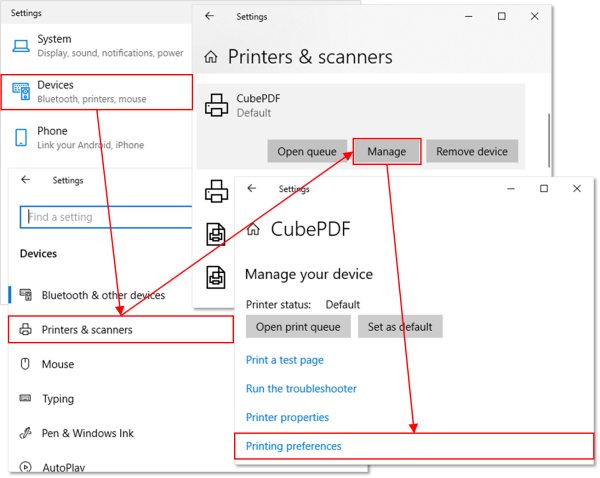 Settings
System
Display, sound, notifications, power
Devices
Bluetooth, printers, mouse
Phone
Link your Android, iPhone
Settings
Find a setting
Devices
Bluetooth & other devices
Printers & scanners
Mouse
Typing
Pen & Windows Ink
AutoPlay
Settings
Printers & scanners
CubePDF
Default
Open queue
Manage
Remove device
Settings
CubePDF
Manage your device
Printer status: Default
Open print queue
Set as default
Print a test page
Run the troubleshooter
Printer properties
Printing preferences